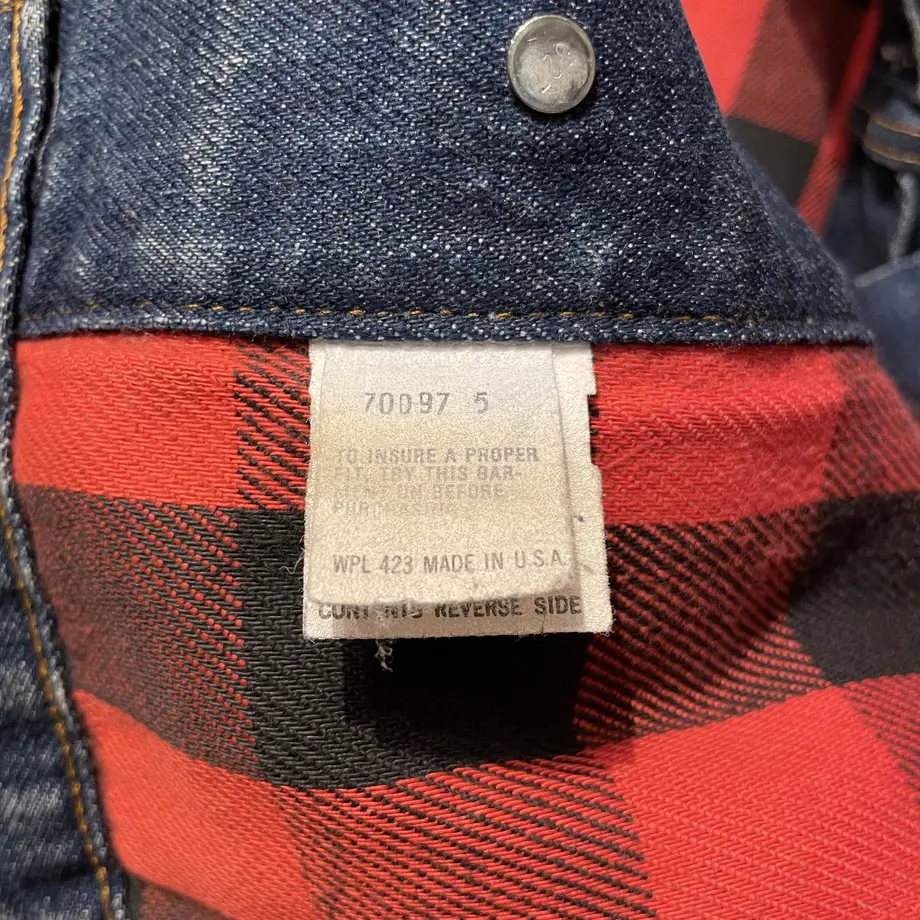 70097 5
TO INSURE A PROPER
FIT, TRY THIS GAR-
MENT ON BEFORE
PURCHASING
WPL 423 MADE IN U.S.A.
CONTENTS REVERSE SIDE